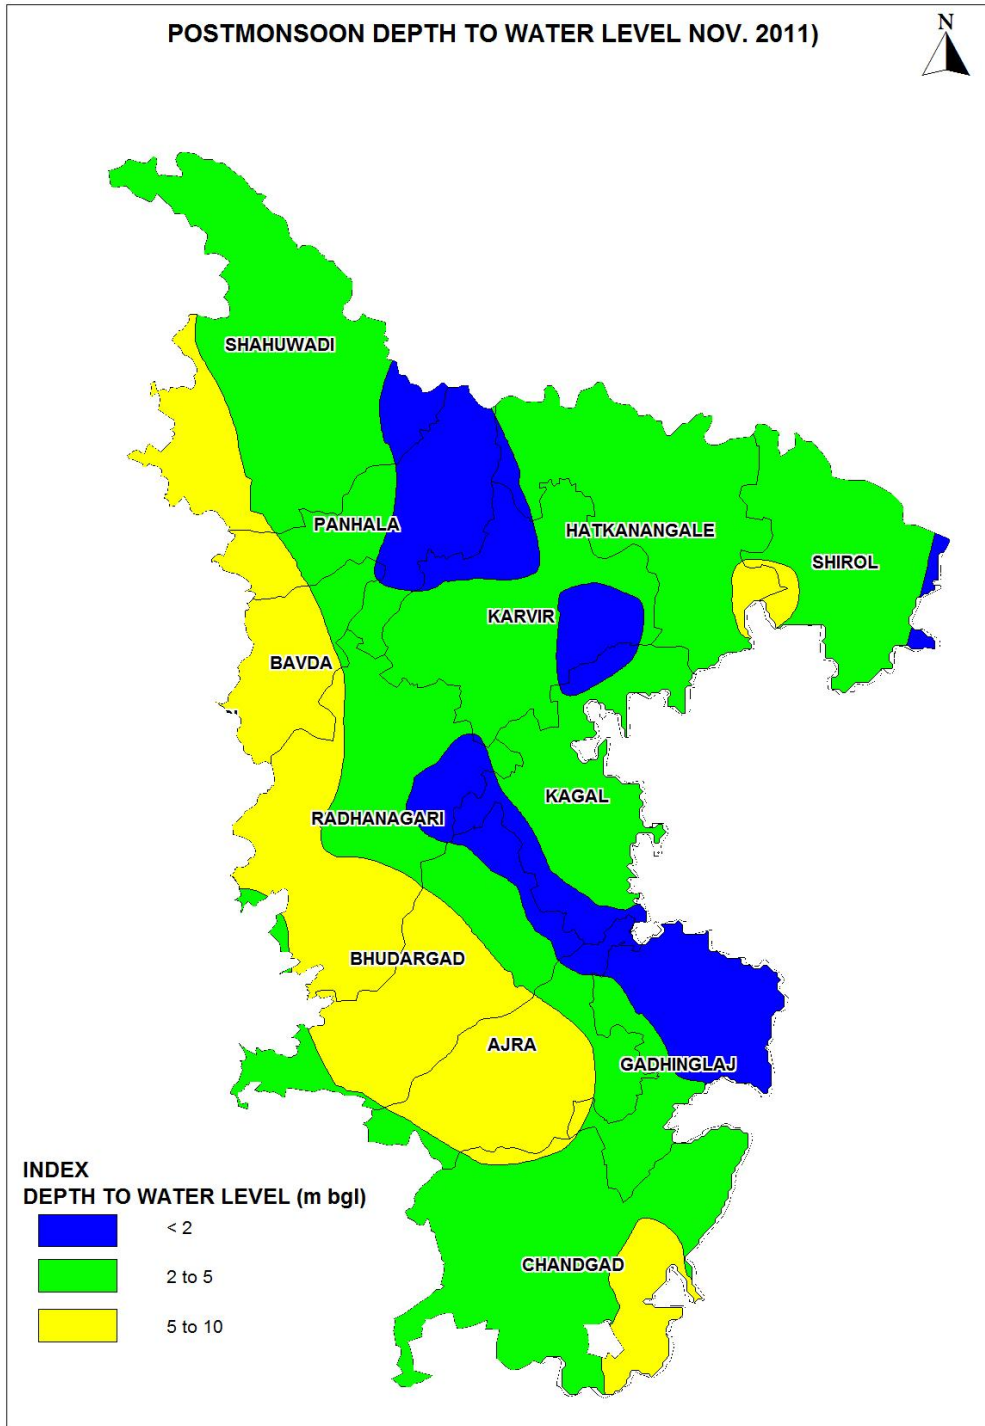 POSTMONSOON DEPTH TO WATER LEVEL NOV. 2011)
N
SHAHUWADI
PANHALA
HATKANANGALE
SHIROL
KARVIR
BAVDA
KAGAL
RADHANAGARI
BHUDARGAD
AJRA
GADHINGLAJ
CHANDGAD
INDEX
DEPTH TO WATER LEVEL (m bgl)
< 2
2 to 5
5 to 10